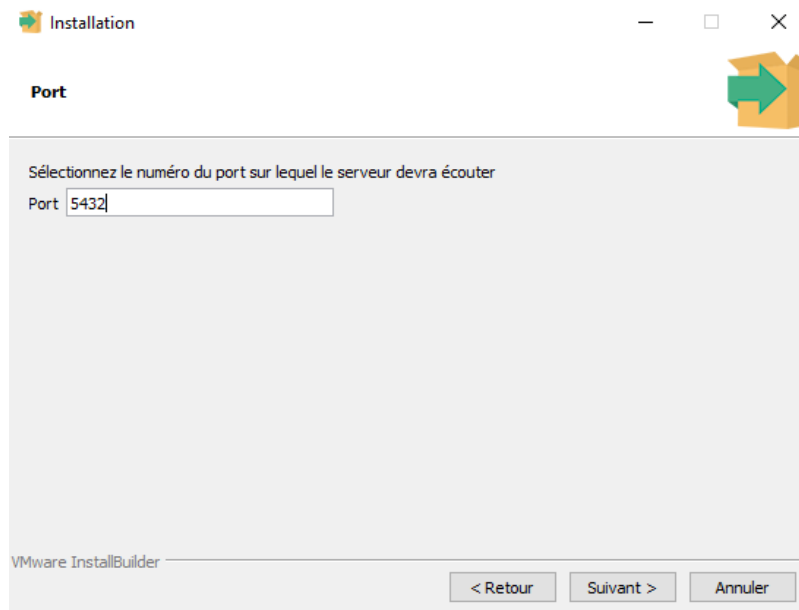 Installation
Port
Sélectionnez le numéro du port sur lequel le serveur devra écouter
Port 5432
VMware InstallBuilder
< Retour Suivant > Annuler